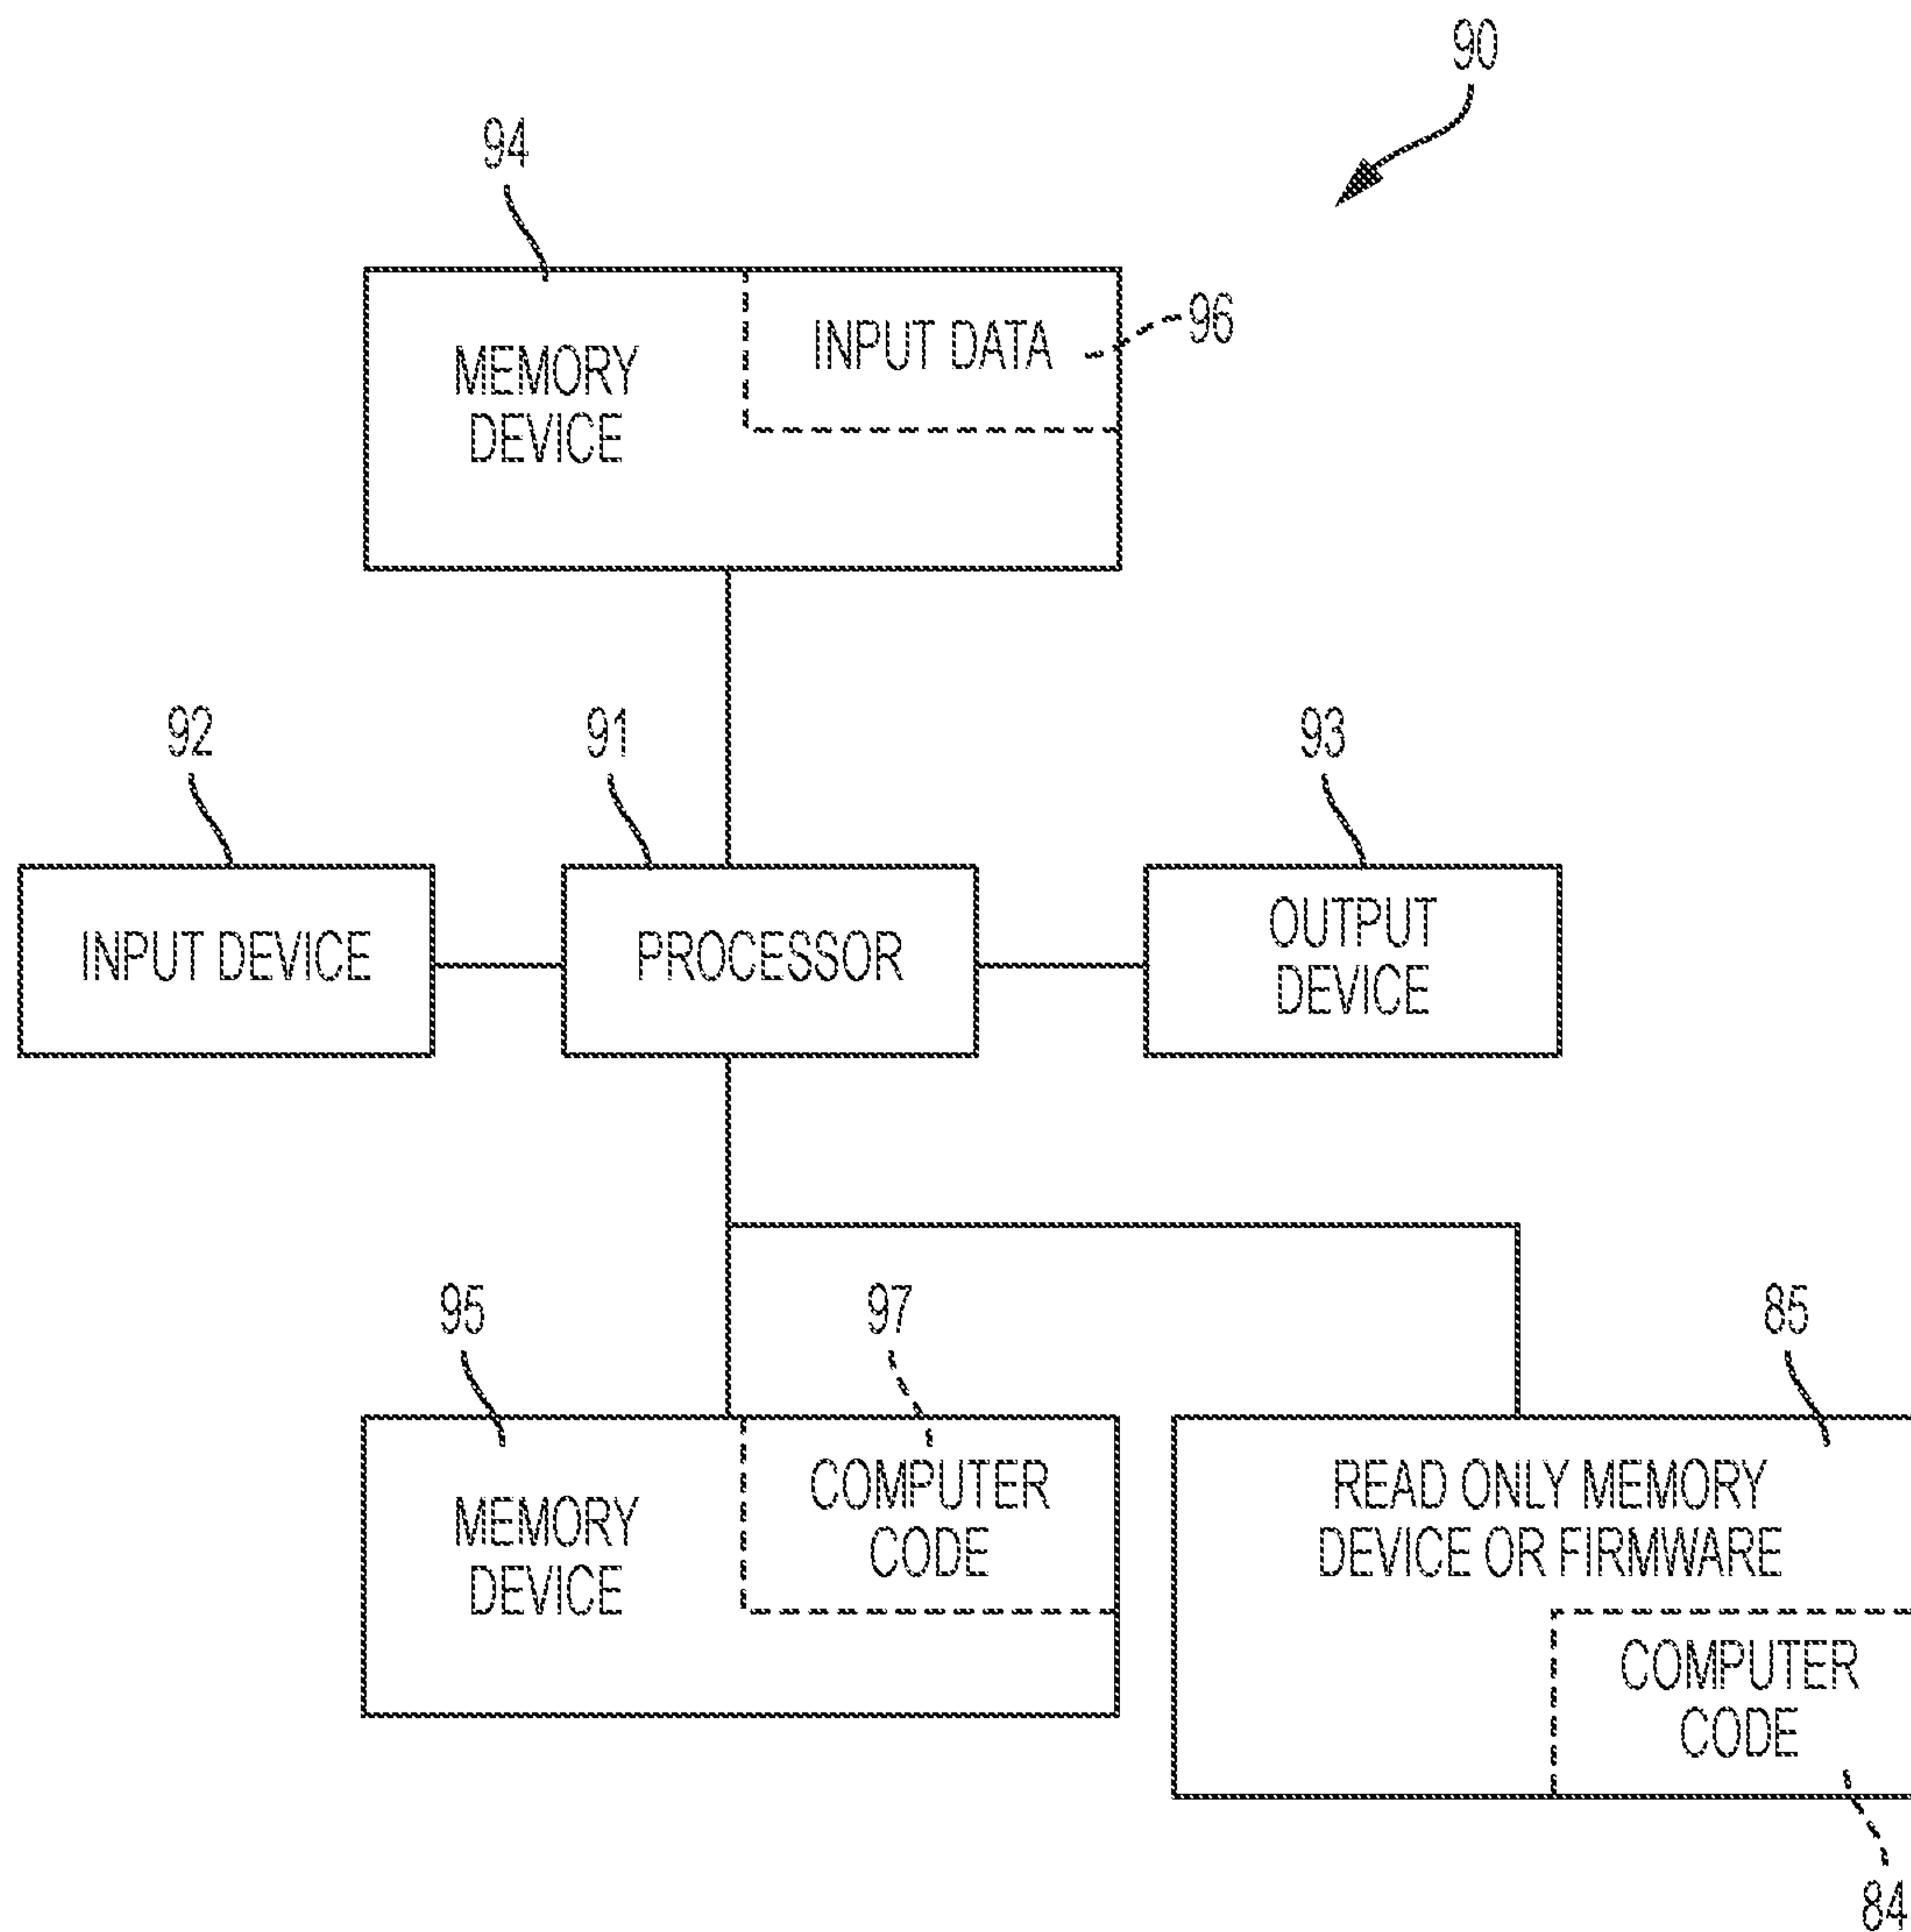 90
94
MEMORY
DEVICE
INPUT DATA
96
92
91
93
INPUT DEVICE
PROCESSOR
OUTPUT
DEVICE
95
97
85
MEMORY
DEVICE
COMPUTER
CODE
READ ONLY MEMORY
DEVICE OR FIRMWARE
COMPUTER
CODE
84